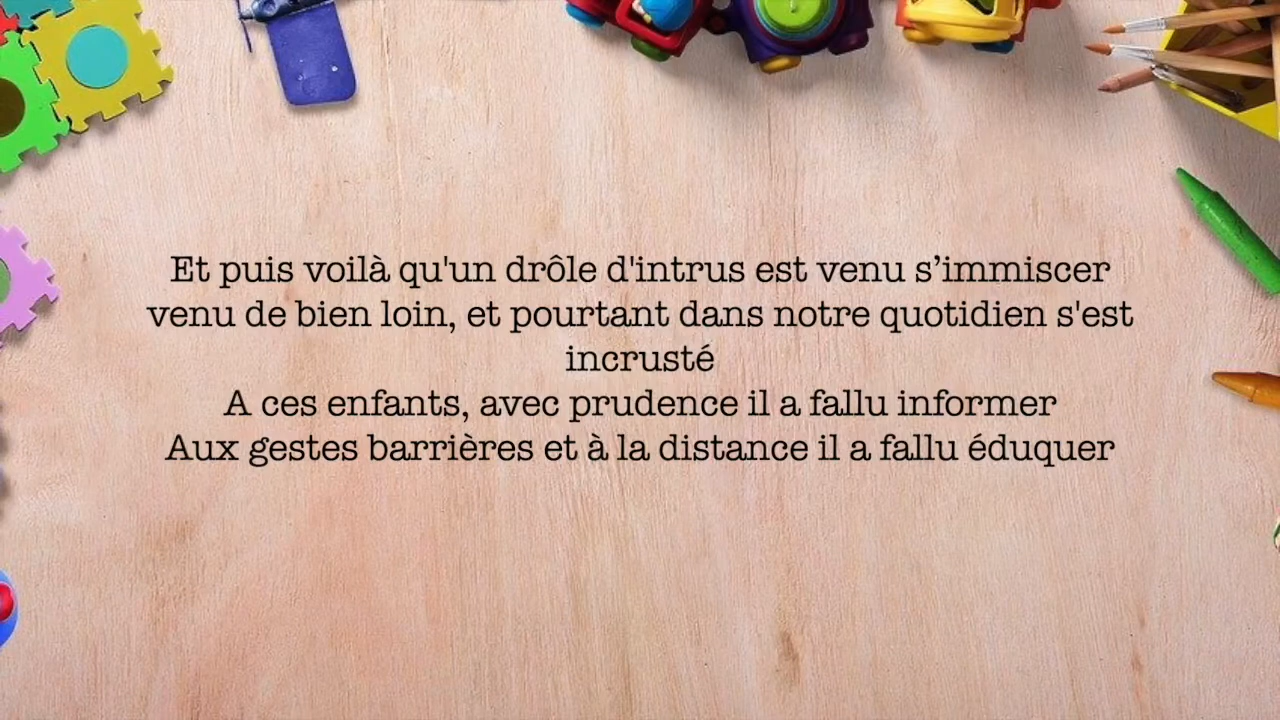 Et puis voilà qu'un drôle d'intrus est venu s’immiscer
venu de bien loin, et pourtant dans notre quotidien s'est
incrusté
A ces enfants, avec prudence il a fallu informer
Aux gestes barrières et à la distance il a fallu éduquer